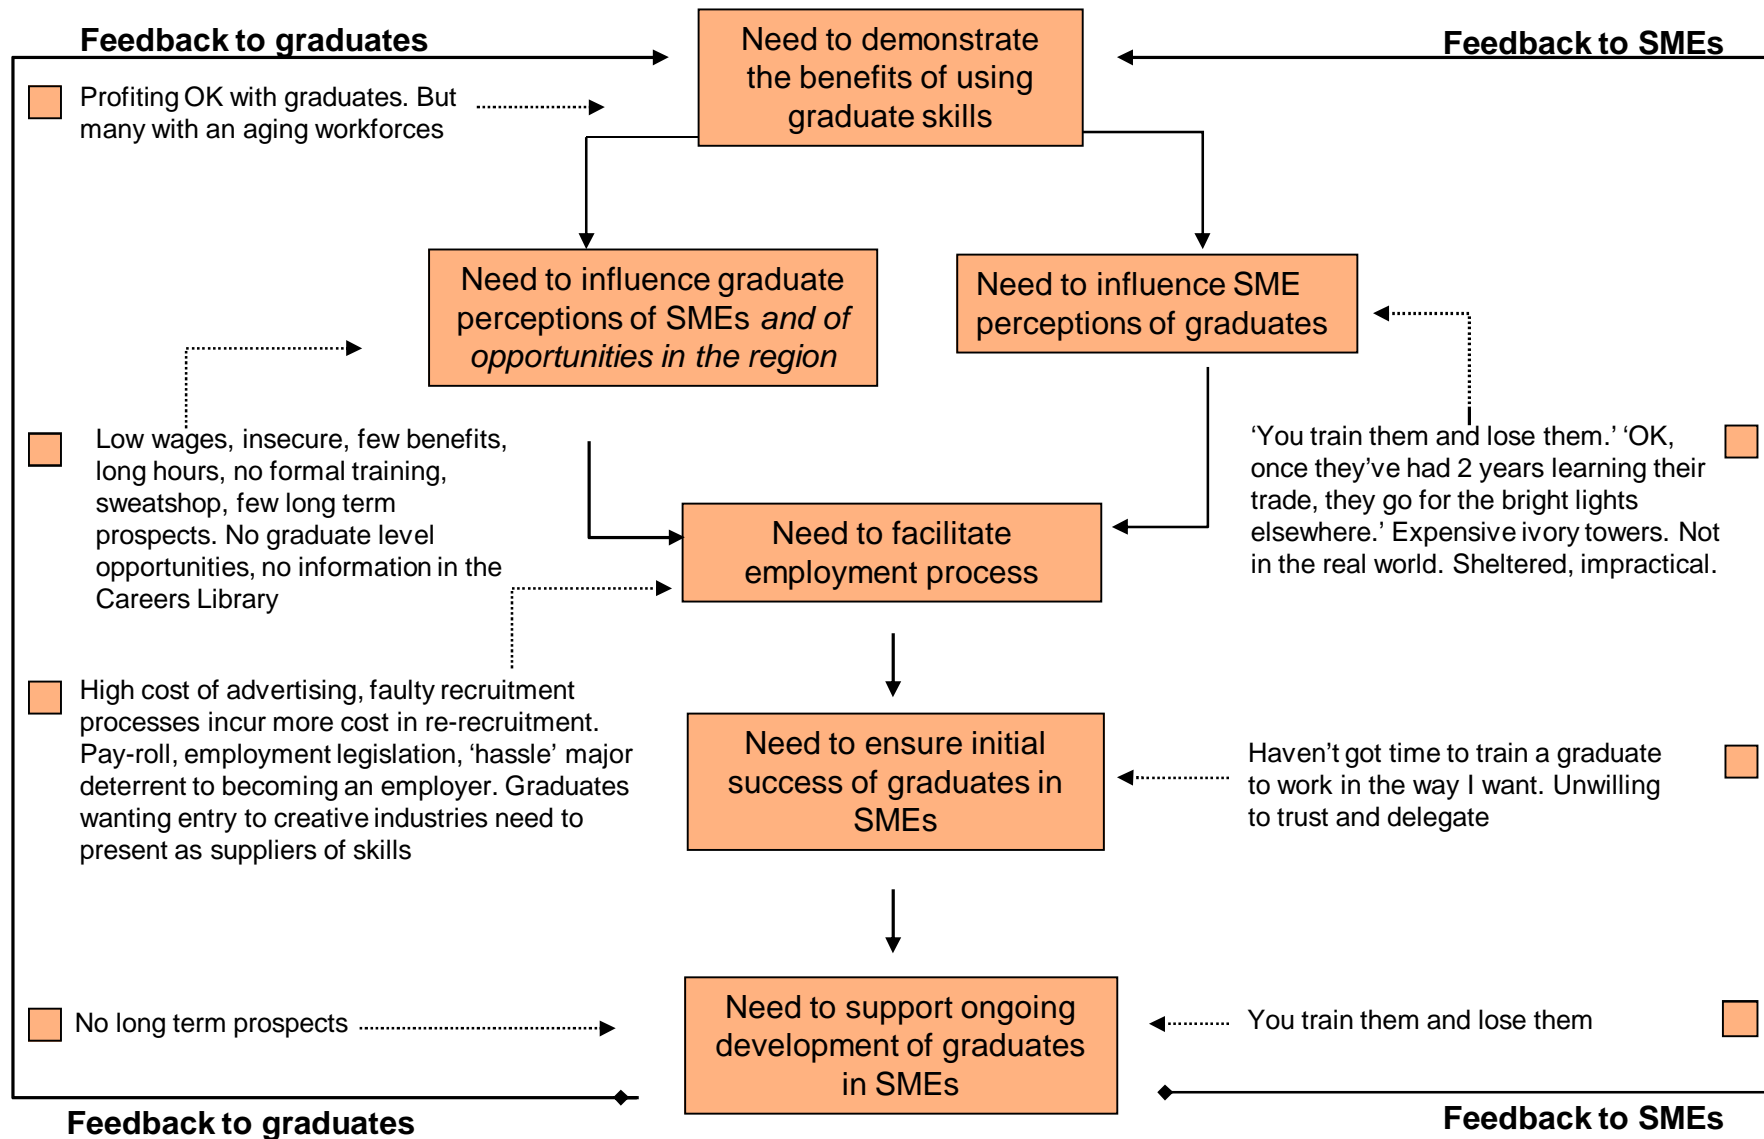 Feedback to graduates
Need to demonstrate
the benefits of using
graduate skills
Feedback to SMEs
Profiting OK with graduates. But
many with an aging workforces
Need to influence graduate
perceptions of SMEs and of
opportunities in the region
Need to influence SME
perceptions of graduates
Low wages, insecure, few benefits,
long hours, no formal training,
sweatshop, few long term
prospects. No graduate level
opportunities, no information in the
Careers Library
‘You train them and lose them.’ ‘OK,
once they’ve had 2 years learning their
trade, they go for the bright lights
elsewhere.’ Expensive ivory towers. Not
in the real world. Sheltered, impractical.
Need to facilitate
employment process
High cost of advertising, faulty recruitment
processes incur more cost in re-recruitment.
Pay-roll, employment legislation, ‘hassle’ major
deterrent to becoming an employer. Graduates
wanting entry to creative industries need to
present as suppliers of skills
Need to ensure initial
success of graduates in
SMEs
Haven’t got time to train a graduate
to work in the way I want. Unwilling
to trust and delegate
No long term prospects
Need to support ongoing
development of graduates
in SMEs
You train them and lose them
Feedback to graduates
Feedback to SMEs